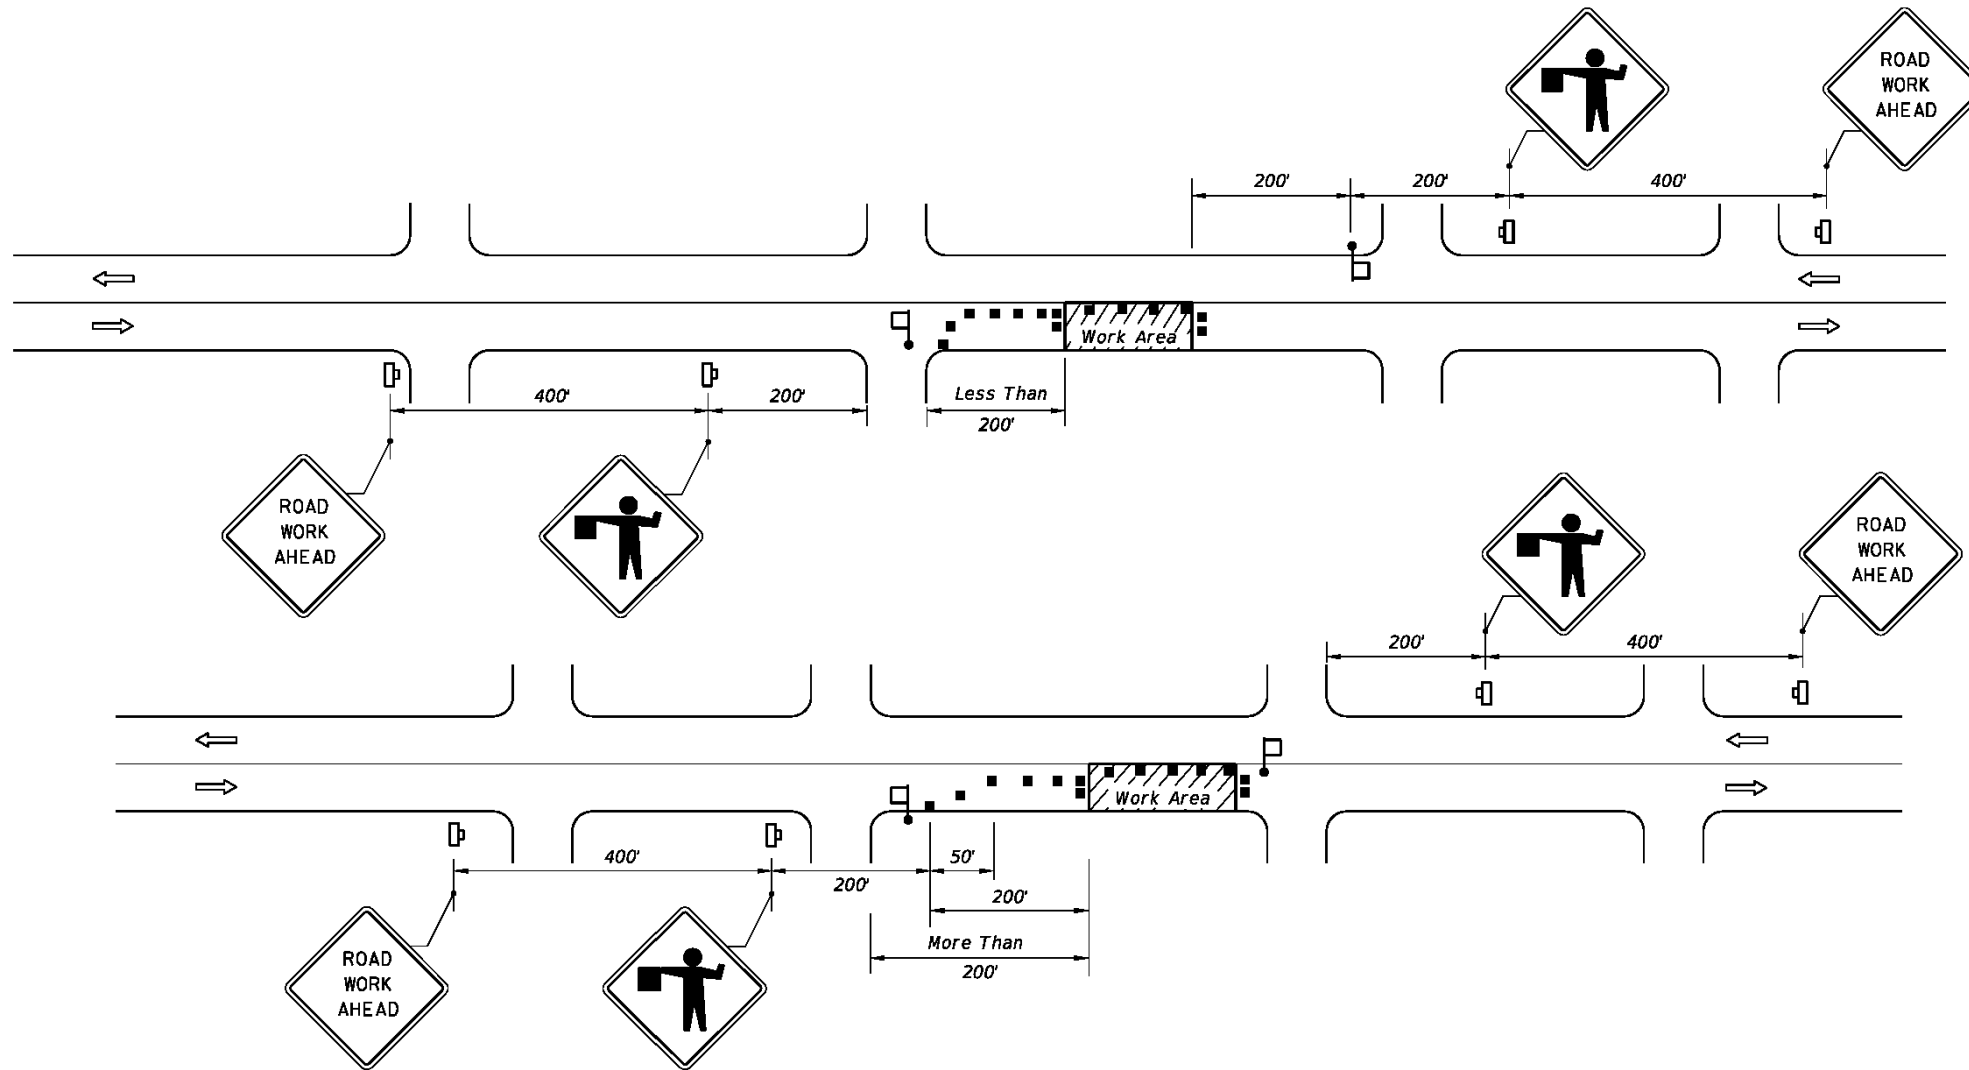 ROAD
WORK
AHEAD
200'
200'
400'
Work Area
400'
200'
Less Than
200'
ROAD
WORK
AHEAD
ROAD
WORK
AHEAD
200'
400'
Work Area
400'
200'
50'
200'
More Than
200'
ROAD
WORK
AHEAD